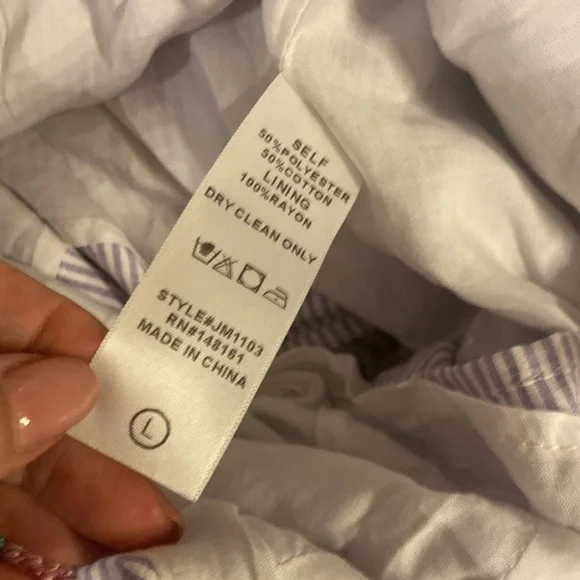 SELF
50%POLYESTER
50%COTTON
LINING
100%RAYON
DRY CLEAN ONLY
STYLE#JM1103
RN#148161
MADE IN CHINA
L